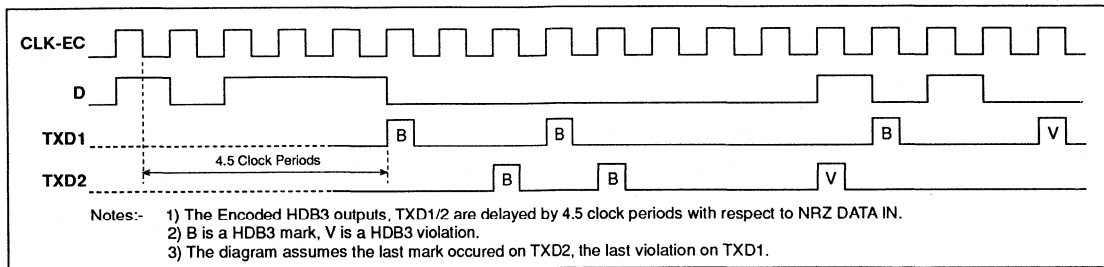 CLK-EC
D
TXD1
B
B
B
V
4.5 Clock Periods
TXD2
B
B
V
Notes:- 1) The Encoded HDB3 outputs, TXD1/2 are delayed by 4.5 clock periods with respect to NRZ DATA IN.
2) B is a HDB3 mark, V is a HDB3 violation.
3) The diagram assumes the last mark occured on TXD2, the last violation on TXD1.